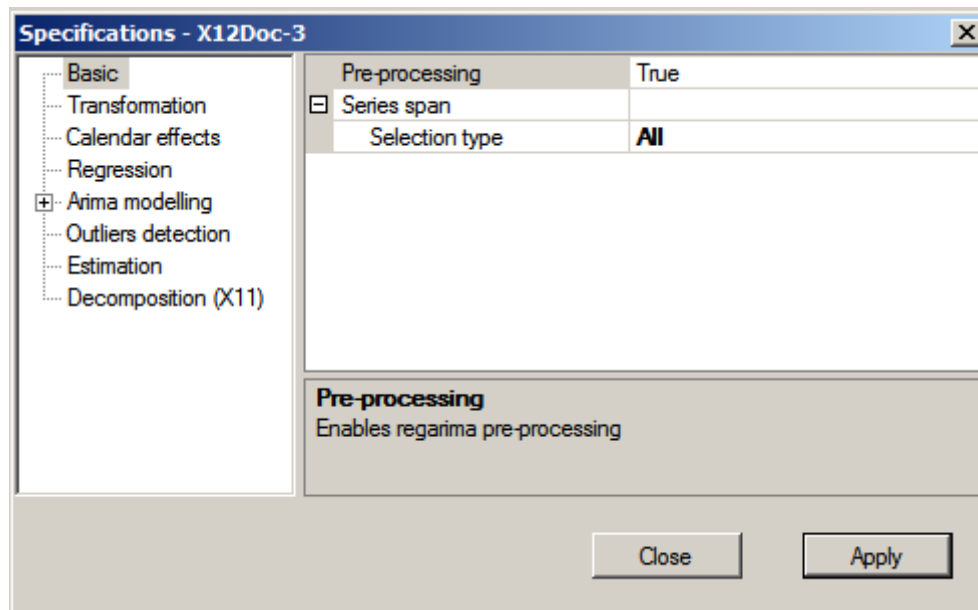 Specifications - X12Doc-3
Basic
Transformation
Calendar effects
Regression
Arima modelling
Outliers detection
Estimation
Decomposition (X11)
Pre-processing True
Series span
Selection type All
Pre-processing
Enables regarima pre-processing
Close Apply